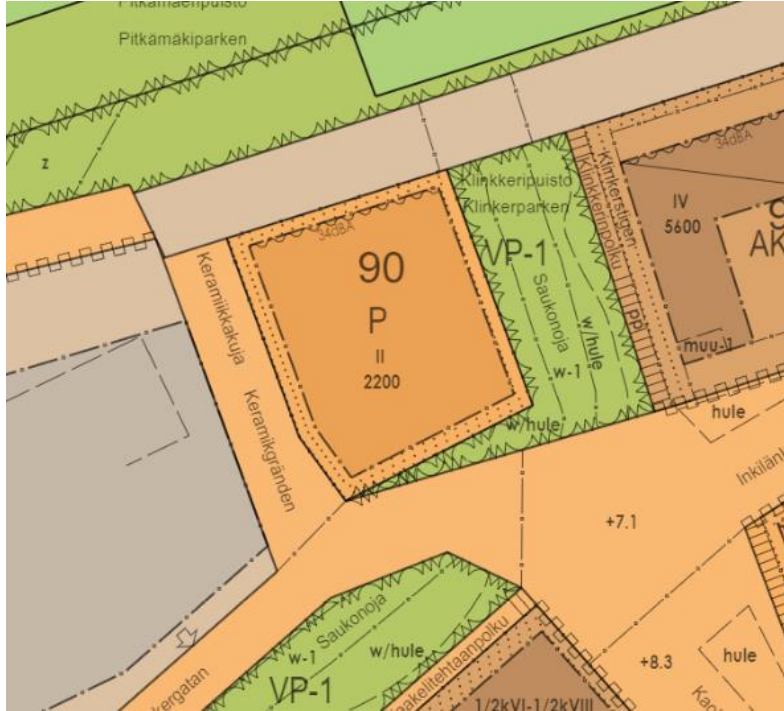 Pitkämäenpuisto
Pitkämäkiparken
z
34dBA
Klinkkeripuisto
Klinkerparken
VP-1
Klinkerstigen
Klinkkeripolku
pp
34dBA
IV
5600
9
AK
90
P
II
2200
Keramiikkakuja
Keramikgränden
Saukonoja
w/hule
w-1
w/hule
muu-1
hule
+7.1
+8.3
hule
Saukonoja
w-1
w/hule
VP-1
1/2kVI-1/2kVIII